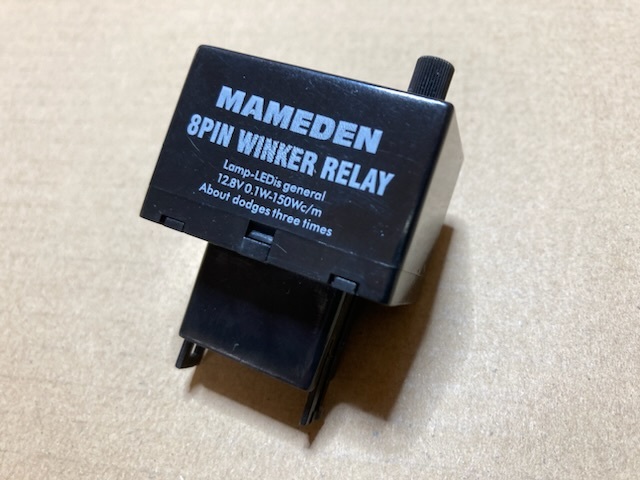 MAMEDEN
8PIN WINKER RELAY
Lamp-LEDis general
12.8V 0.1W-150Wc/m
About dodges three times